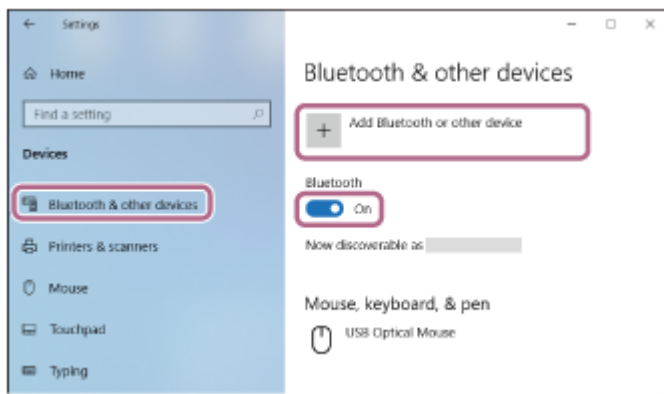 Settings
Home
Find a setting
Devices
Bluetooth & other devices
Printers & scanners
Mouse
Touchpad
Typing
Bluetooth & other devices
Add Bluetooth or other device
Bluetooth
On
Now discoverable as
Mouse, keyboard, & pen
USB Optical Mouse